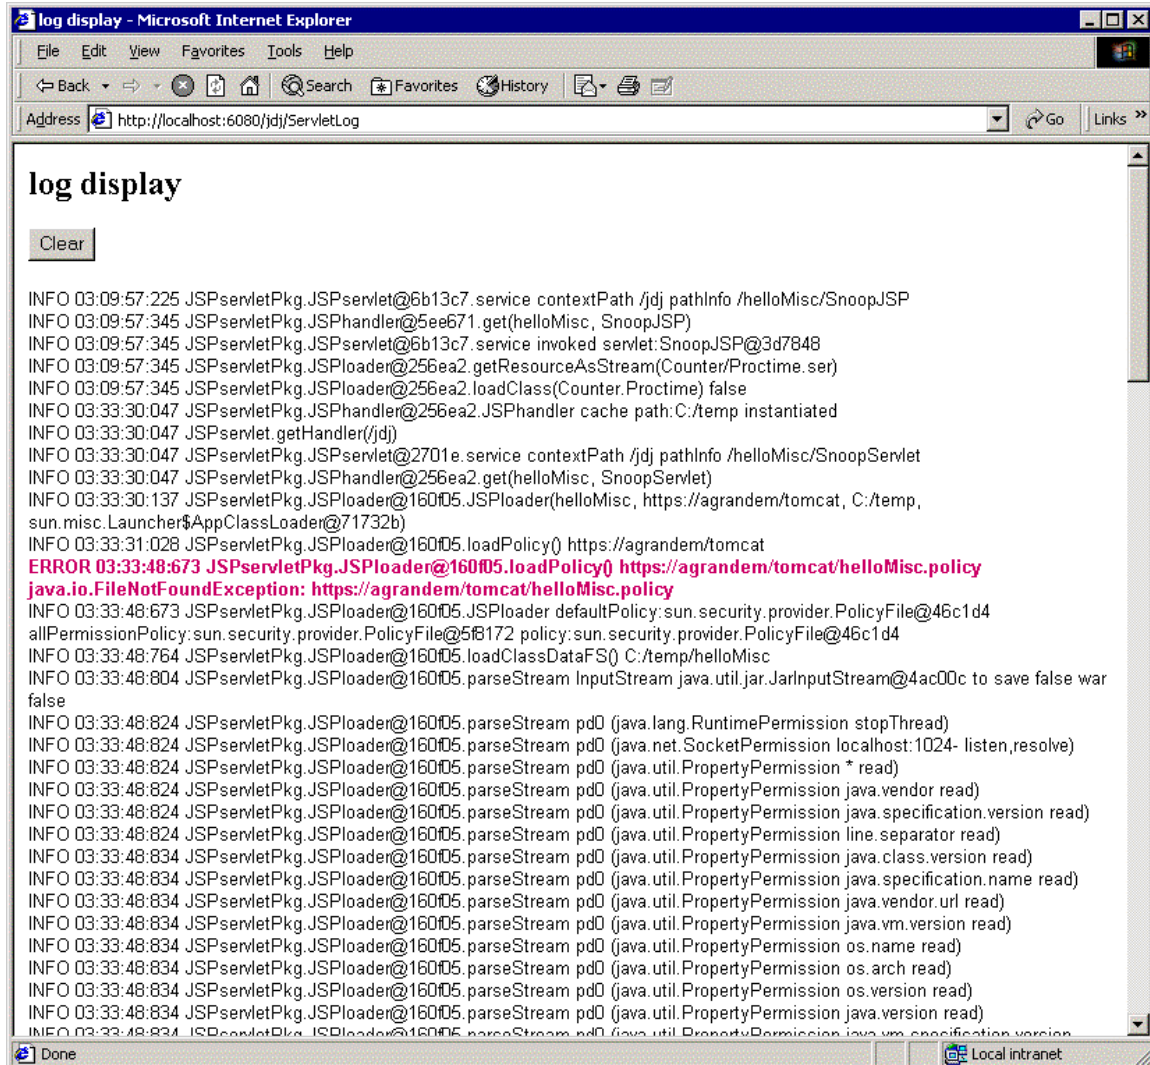 log display - Microsoft Internet Explorer
File Edit View Favorites Tools Help
Back Search Favorites History
Address http://localhost:6080/jdj/ServletLog Go Links »
log display
Clear
INFO 03:09:57:225 JSPservletPkg.JSPservlet@6b13c7.service contextPath /jdj pathInfo /helloMisc/SnoopJSP
INFO 03:09:57:345 JSPservletPkg.JSPhandler@5ee671.get(helloMisc, SnoopJSP)
INFO 03:09:57:345 JSPservletPkg.JSPservlet@6b13c7.service invoked servlet:SnoopJSP@3d7848
INFO 03:09:57:345 JSPservletPkg.JSPloader@256ea2.getResourceAsStream(Counter/Proctime.ser)
INFO 03:09:57:345 JSPservletPkg.JSPloader@256ea2.loadClass(Counter.Proctime) false
INFO 03:33:30:047 JSPservletPkg.JSPhandler@256ea2.JSPhandler cache path:C:/temp instantiated
INFO 03:33:30:047 JSPservlet.getHandler(/jdj)
INFO 03:33:30:047 JSPservletPkg.JSPservlet@2701e.service contextPath /jdj pathInfo /helloMisc/SnoopServlet
INFO 03:33:30:047 JSPservletPkg.JSPhandler@256ea2.get(helloMisc, SnoopServlet)
INFO 03:33:30:137 JSPservletPkg.JSPloader@160f05.JSPloader(helloMisc, https://agrandem/tomcat, C:/temp,
sun.misc.Launcher$AppClassLoader@71732b)
INFO 03:33:31:028 JSPservletPkg.JSPloader@160f05.loadPolicy() https://agrandem/tomcat
ERROR 03:33:48:673 JSPservletPkg.JSPloader@160f05.loadPolicy() https://agrandem/tomcat/helloMisc.policy
java.io.FileNotFoundException: https://agrandem/tomcat/helloMisc.policy
INFO 03:33:48:673 JSPservletPkg.JSPloader@160f05.JSPloader defaultPolicy:sun.security.provider.PolicyFile@46c1d4
allPermissionPolicy:sun.security.provider.PolicyFile@5f8172 policy:sun.security.provider.PolicyFile@46c1d4
INFO 03:33:48:764 JSPservletPkg.JSPloader@160f05.loadClassDataFS() C:/temp/helloMisc
INFO 03:33:48:804 JSPservletPkg.JSPloader@160f05.parseStream InputStream java.util.jar.JarInputStream@4ac00c to save false war
false
INFO 03:33:48:824 JSPservletPkg.JSPloader@160f05.parseStream pd0 (java.lang.RuntimePermission stopThread)
INFO 03:33:48:824 JSPservletPkg.JSPloader@160f05.parseStream pd0 (java.net.SocketPermission localhost:1024- listen,resolve)
INFO 03:33:48:824 JSPservletPkg.JSPloader@160f05.parseStream pd0 (java.util.PropertyPermission * read)
INFO 03:33:48:824 JSPservletPkg.JSPloader@160f05.parseStream pd0 (java.util.PropertyPermission java.vendor read)
INFO 03:33:48:824 JSPservletPkg.JSPloader@160f05.parseStream pd0 (java.util.PropertyPermission java.specification.version read)
INFO 03:33:48:824 JSPservletPkg.JSPloader@160f05.parseStream pd0 (java.util.PropertyPermission line.separator read)
INFO 03:33:48:834 JSPservletPkg.JSPloader@160f05.parseStream pd0 (java.util.PropertyPermission java.class.version read)
INFO 03:33:48:834 JSPservletPkg.JSPloader@160f05.parseStream pd0 (java.util.PropertyPermission java.specification.name read)
INFO 03:33:48:834 JSPservletPkg.JSPloader@160f05.parseStream pd0 (java.util.PropertyPermission java.vendor.url read)
INFO 03:33:48:834 JSPservletPkg.JSPloader@160f05.parseStream pd0 (java.util.PropertyPermission java.vm.version read)
INFO 03:33:48:834 JSPservletPkg.JSPloader@160f05.parseStream pd0 (java.util.PropertyPermission os.name read)
INFO 03:33:48:834 JSPservletPkg.JSPloader@160f05.parseStream pd0 (java.util.PropertyPermission os.arch read)
INFO 03:33:48:834 JSPservletPkg.JSPloader@160f05.parseStream pd0 (java.util.PropertyPermission os.version read)
INFO 03:33:48:834 JSPservletPkg.JSPloader@160f05.parseStream pd0 (java.util.PropertyPermission java.version read)
INFO 03:33:48:834 JSPservletPkg.JSPloader@160f05.parseStream pd0 (java.util.PropertyPermission java.vm.specification.version
Done Local intranet